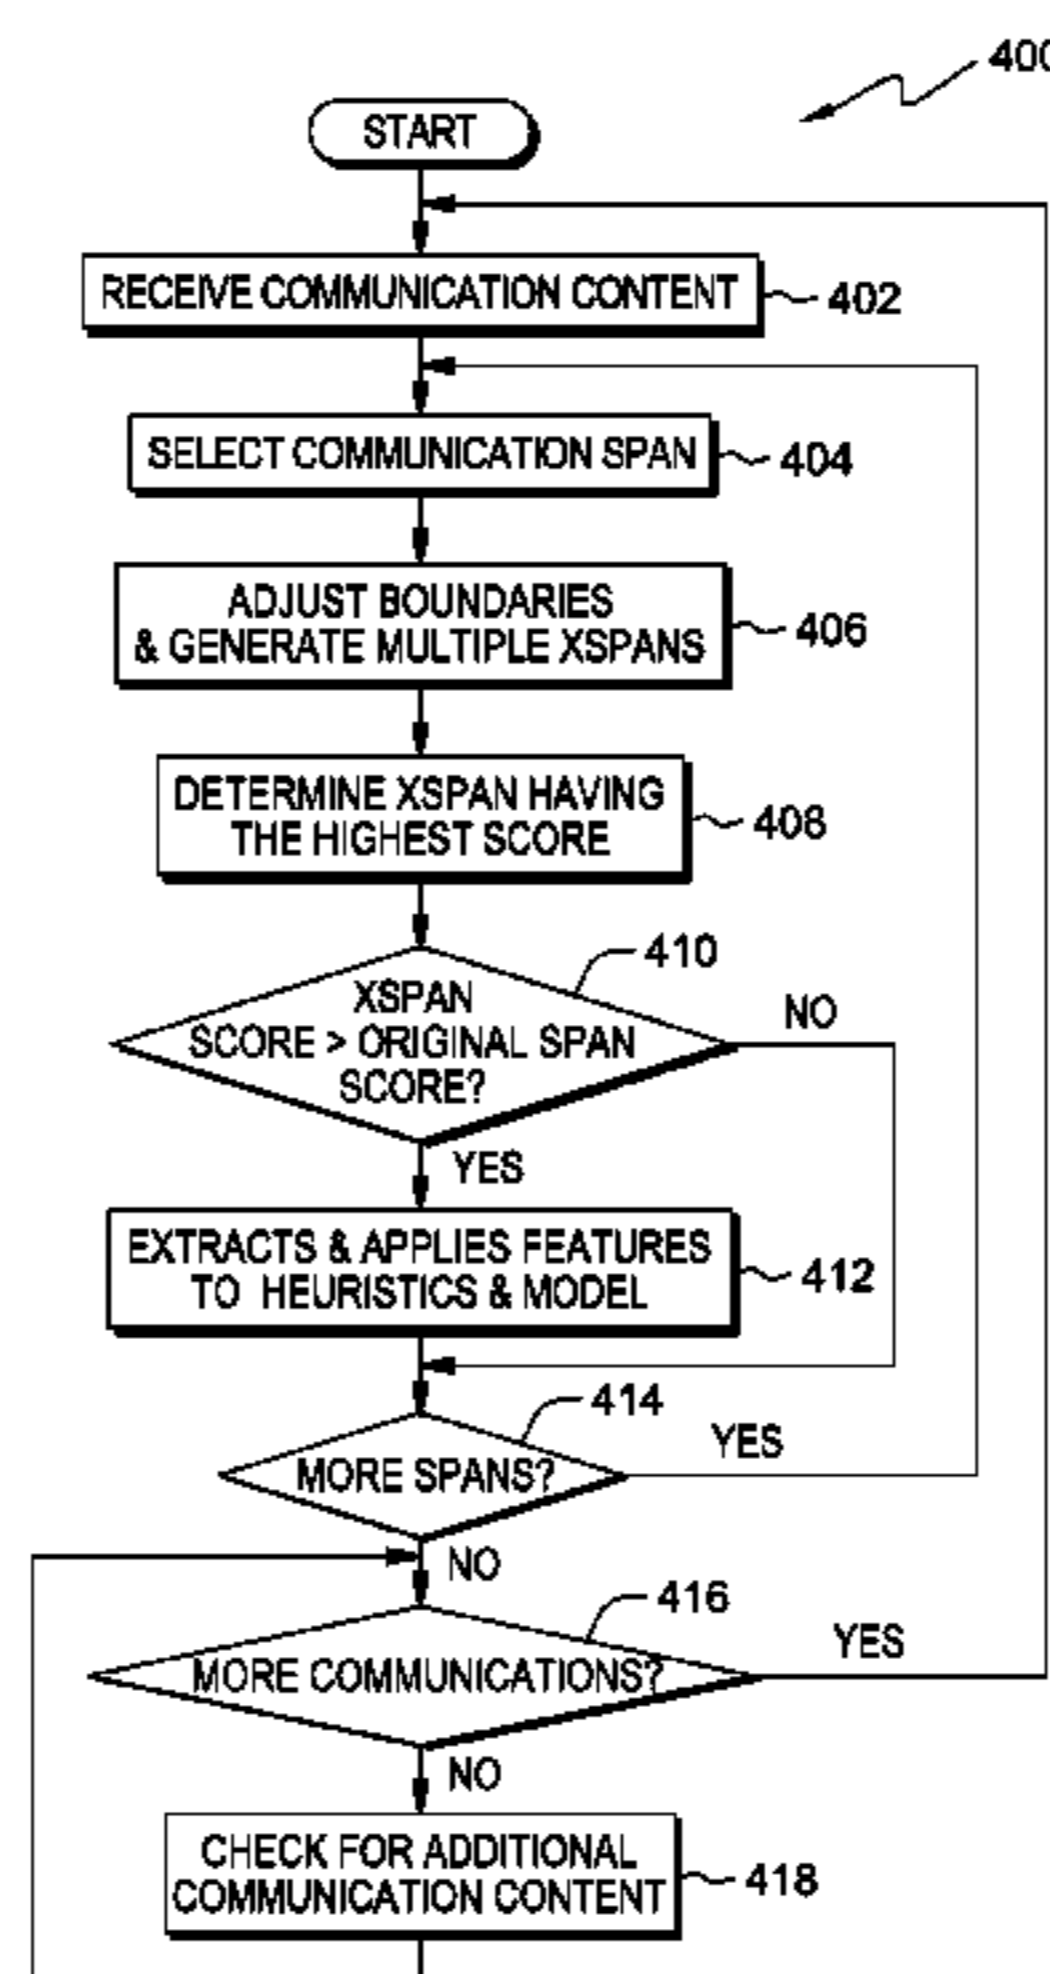 400
START
RECEIVE COMMUNICATION CONTENT
402
SELECT COMMUNICATION SPAN
404
ADJUST BOUNDARIES
& GENERATE MULTIPLE XSPANS
406
DETERMINE XSPAN HAVING
THE HIGHEST SCORE
408
410
XSPAN
SCORE > ORIGINAL SPAN
SCORE?
NO
YES
EXTRACTS & APPLIES FEATURES
TO HEURISTICS & MODEL
412
414
MORE SPANS?
YES
NO
416
MORE COMMUNICATIONS?
YES
NO
CHECK FOR ADDITIONAL
COMMUNICATION CONTENT
418